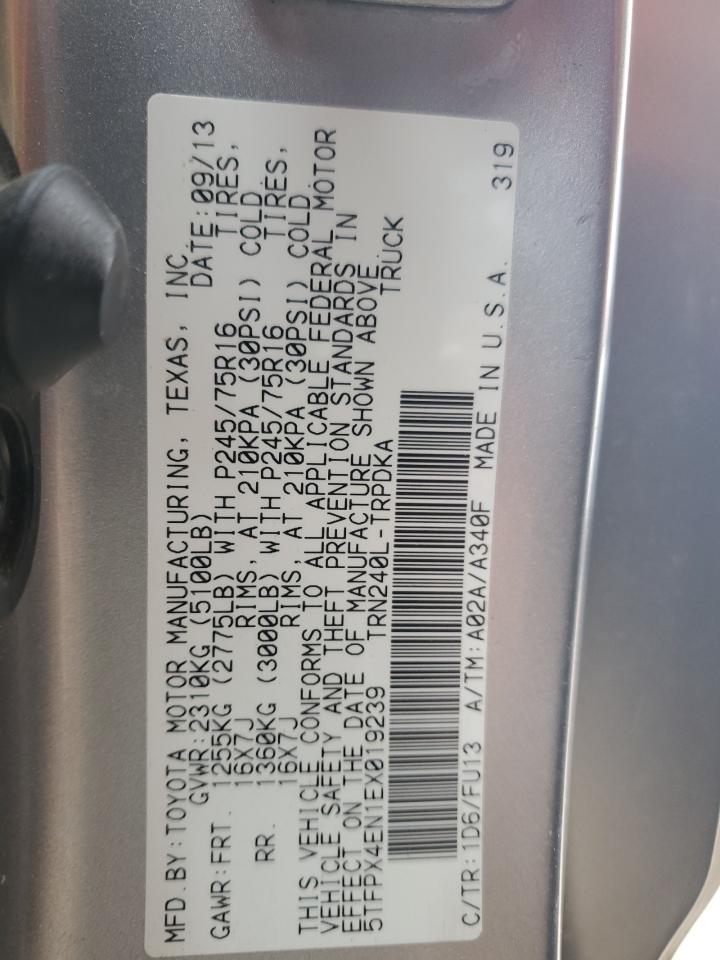 MFD.BY:TOYOTA MOTOR MANUFACTURING, TEXAS, INC.
GVWR:2310KG (5100LB) DATE:09/13
GAWR:FRT. 1255KG (2775LB) WITH P245/75R16 TIRES,
16X7J RIMS, AT 210KPA (30PSI) COLD
RR. 1360KG (3000LB) WITH P245/75R16 TIRES,
16X7J RIMS, AT 210KPA (30PSI) COLD.
THIS VEHICLE CONFORMS TO ALL APPLICABLE FEDERAL MOTOR
VEHICLE SAFETY AND THEFT PREVENTION STANDARDS IN
EFFECT ON THE DATE OF MANUFACTURE SHOWN ABOVE.
5TFPX4EN1EX019239 TRN240L-TRPDKA TRUCK
C/TR:1D6/FU13 A/TM:A02A/A340F MADE IN U.S.A. 319